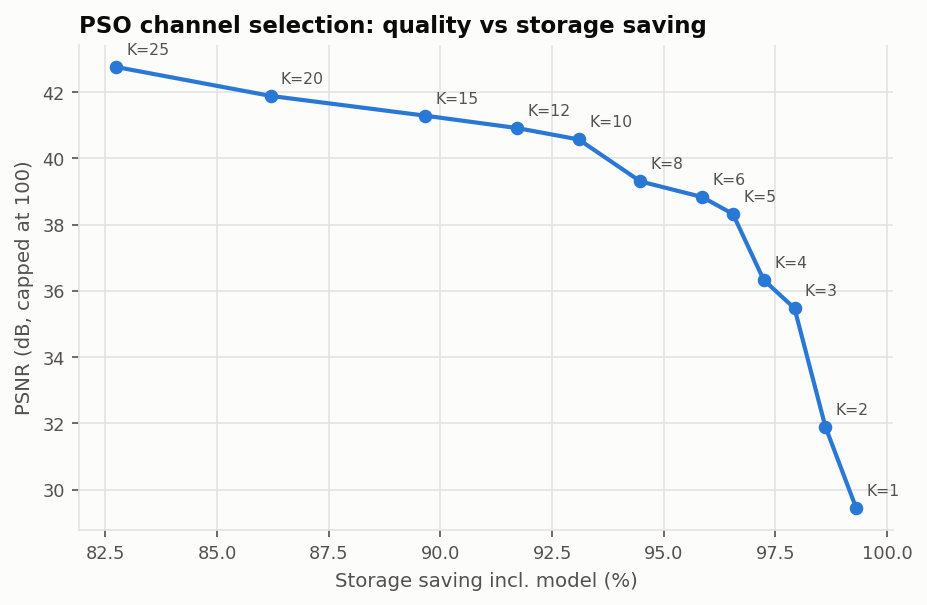 PSO channel selection: quality vs storage saving
K=25
K=20
K=15
K=12
K=10
K=8
K=6
K=5
K=4
K=3
K=2
K=1
42
40
38
36
34
32
30
PSNR (dB, capped at 100)
82.5 85.0 87.5 90.0 92.5 95.0 97.5 100.0
Storage saving incl. model (%)